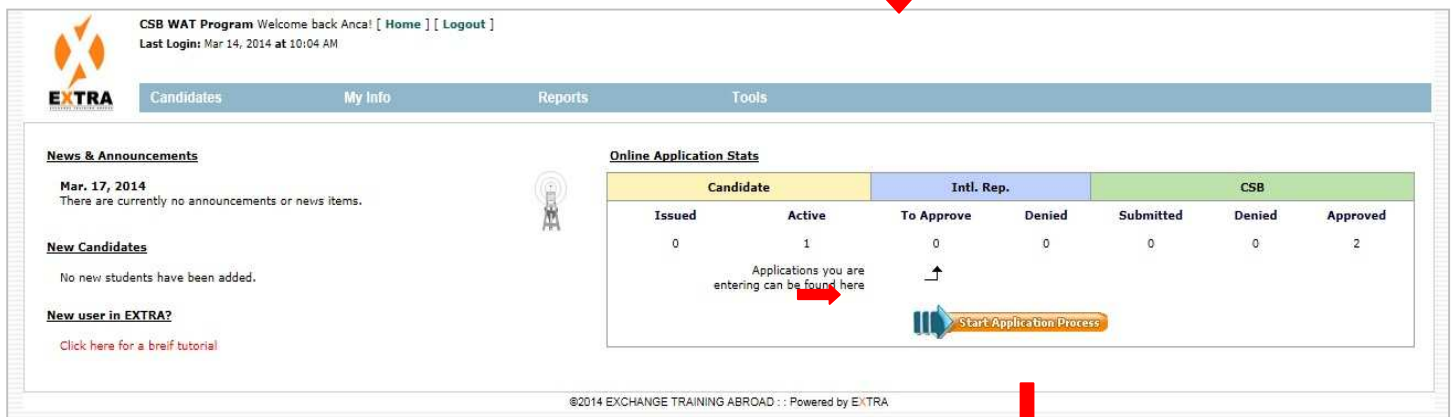 CSB WAT Program Welcome back Anca! [ Home ] [ Logout ]
Last Login: Mar 14, 2014 at 10:04 AM
EXTRA
Candidates My Info Reports Tools
News & Announcements
Mar. 17, 2014
There are currently no announcements or news items.
New Candidates
No new students have been added.
New user in EXTRA?
Click here for a breif tutorial
Online Application Stats
Candidate Intl. Rep. CSB
Issued Active To Approve Denied Submitted Denied Approved
0 1 0 0 0 0 2
Applications you are
entering can be found here
Start Application Process
©2014 EXCHANGE TRAINING ABROAD : : Powered by EXTRA